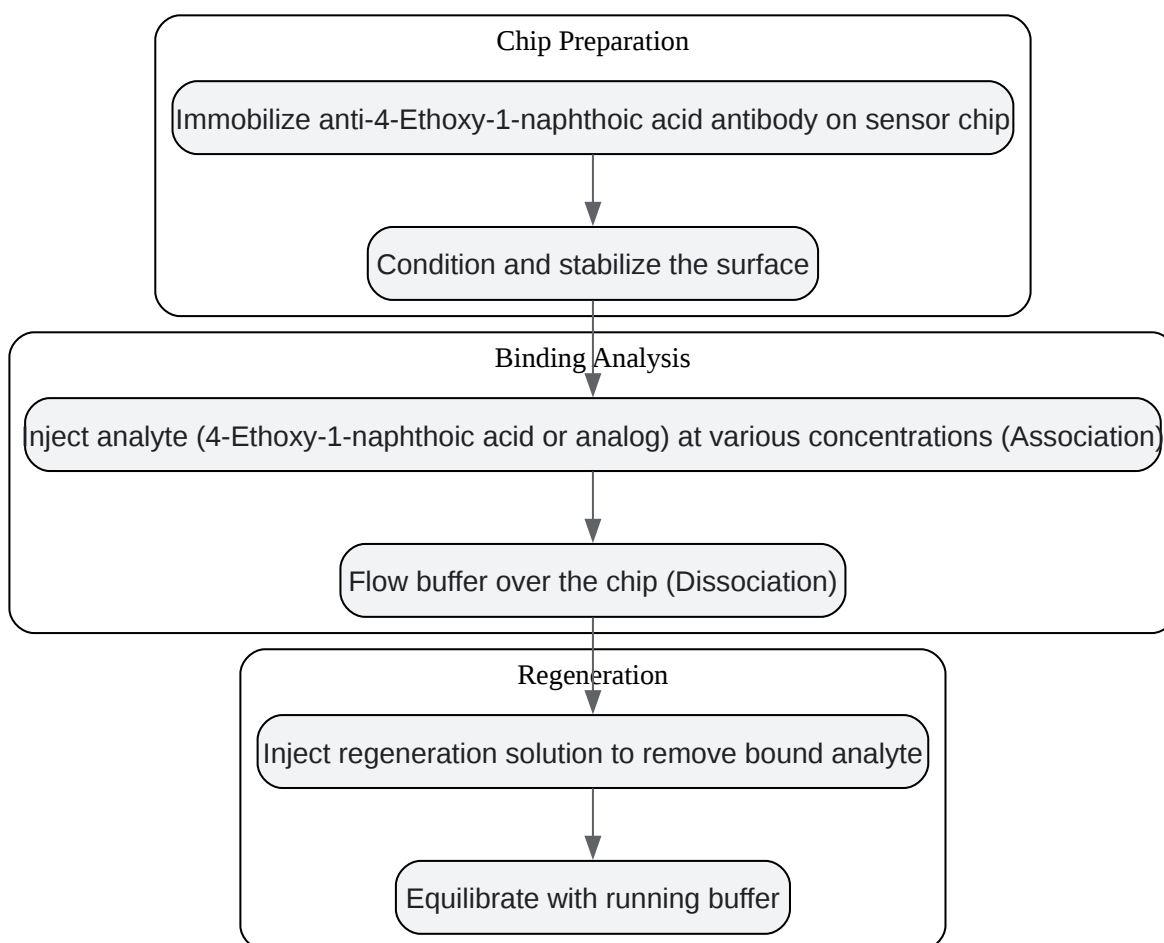 Chip Preparation
Immobilize anti-4-Ethoxy-1-naphthoic acid antibody on sensor chip
Condition and stabilize the surface
Binding Analysis
Inject analyte (4-Ethoxy-1-naphthoic acid or analog) at various concentrations (Association)
Flow buffer over the chip (Dissociation)
Regeneration
Inject regeneration solution to remove bound analyte
Equilibrate with running buffer